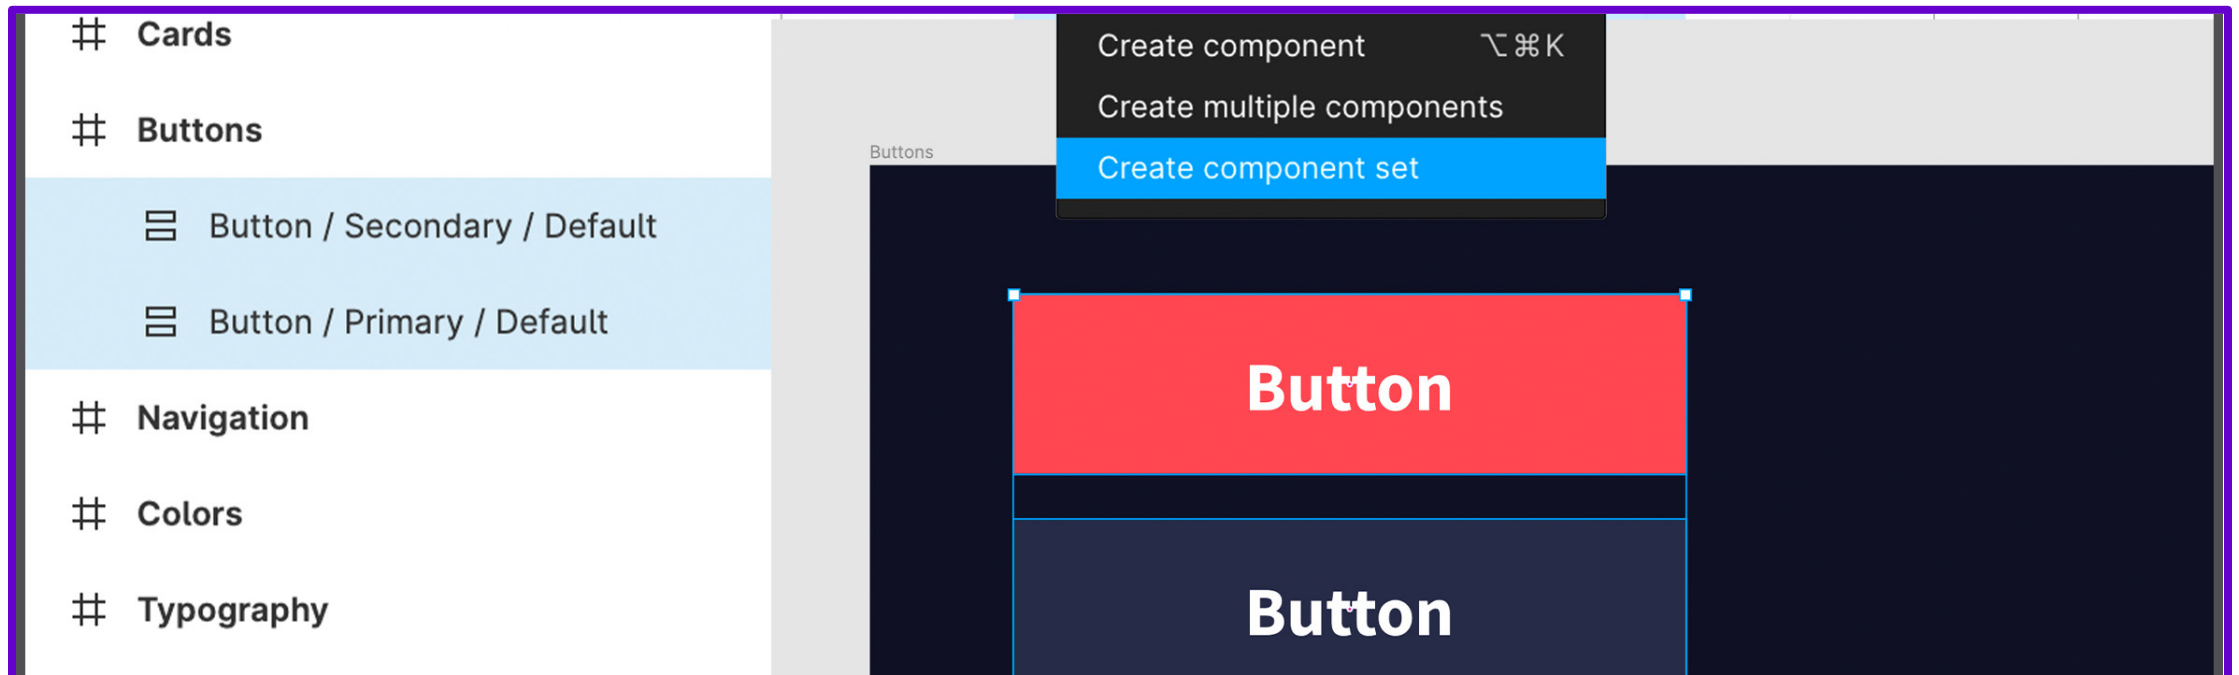 Cards
Buttons
Button / Secondary / Default
Button / Primary / Default
Navigation
Colors
Typography
Create component ⌥⌘K
Create multiple components
Create component set
Buttons
Button
Button